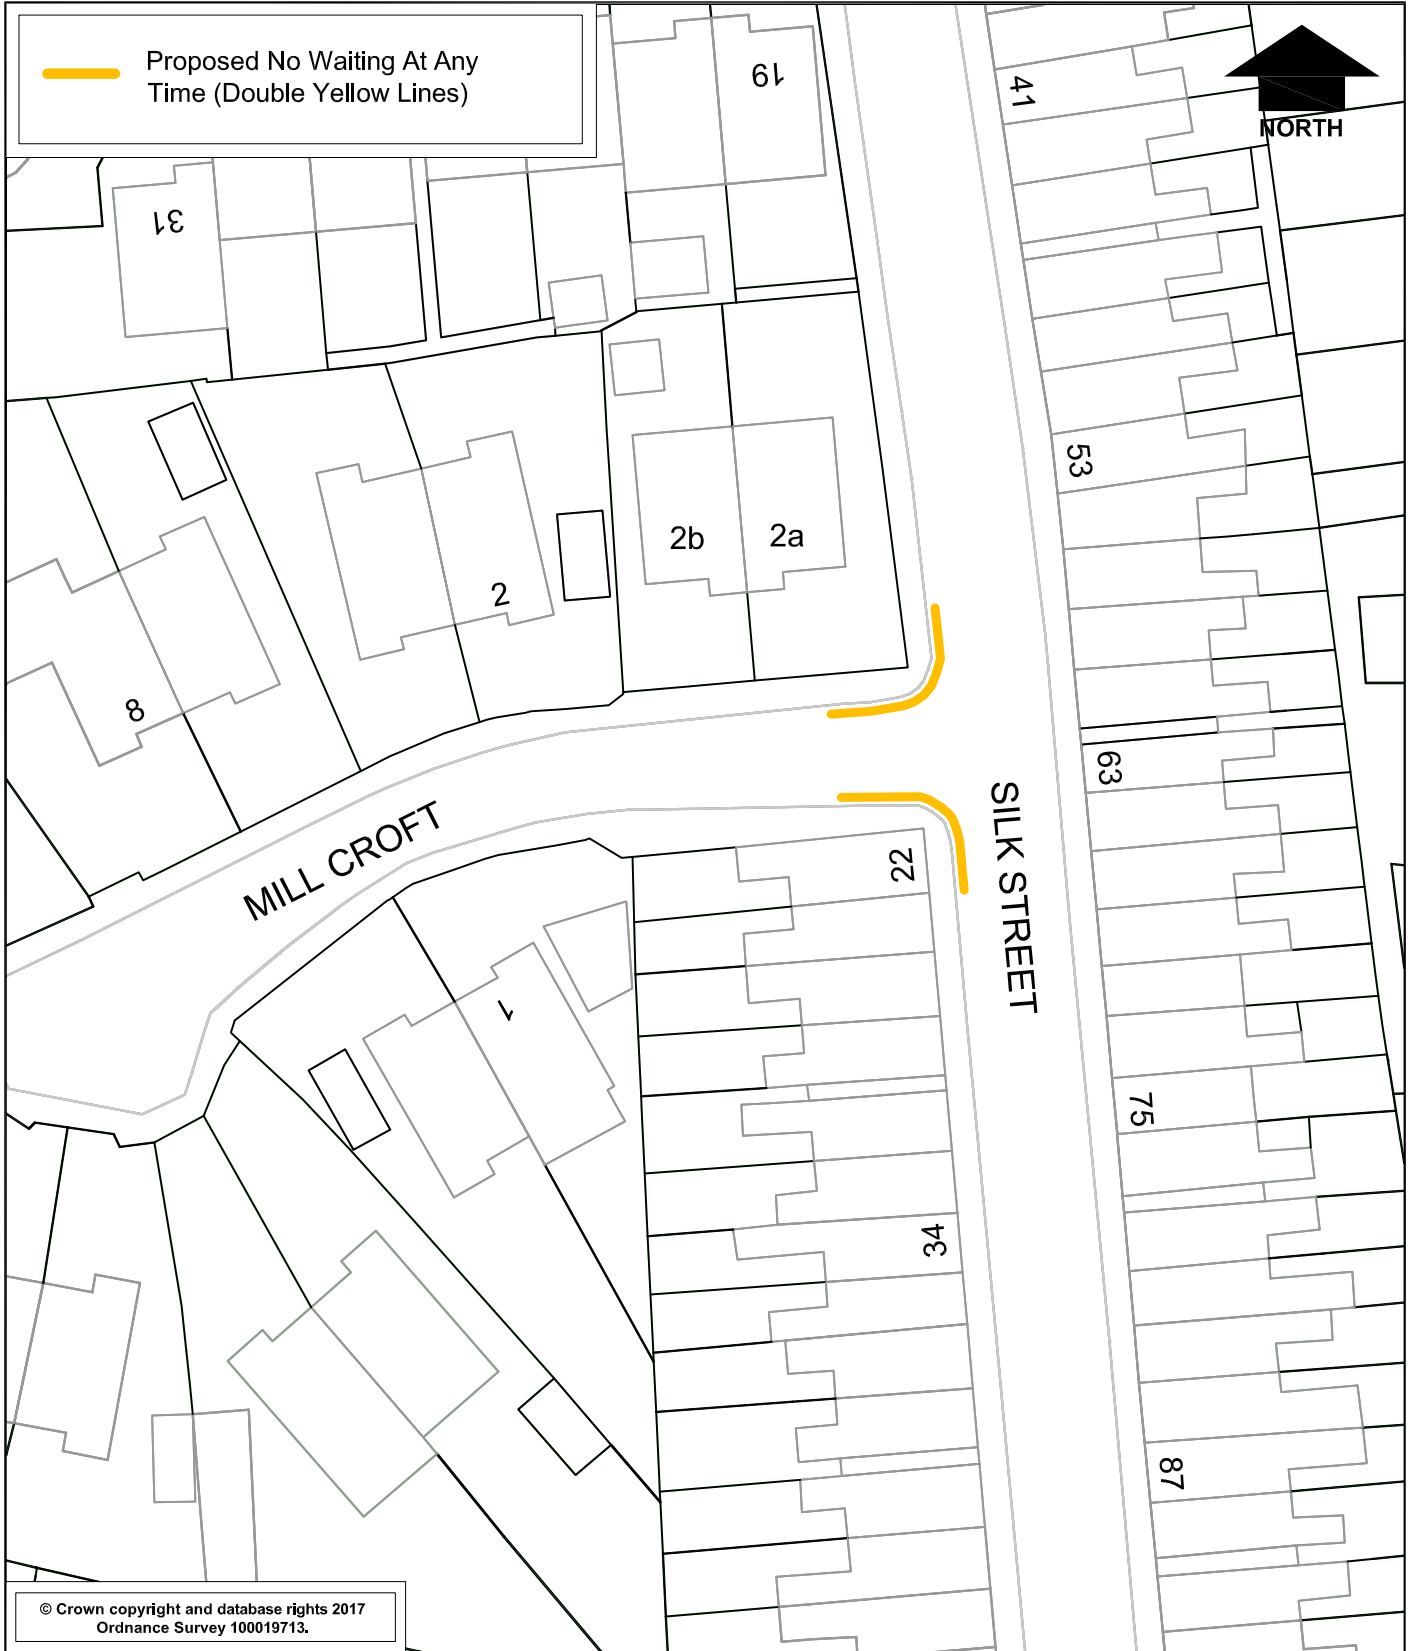 Proposed No Waiting At Any
Time (Double Yellow Lines)
NORTH
19
41
31
53
2b
2a
2
8
63
MILL CROFT
SILK STREET
22
1
75
34
87
© Crown copyright and database rights 2017
Ordnance Survey 100019713.